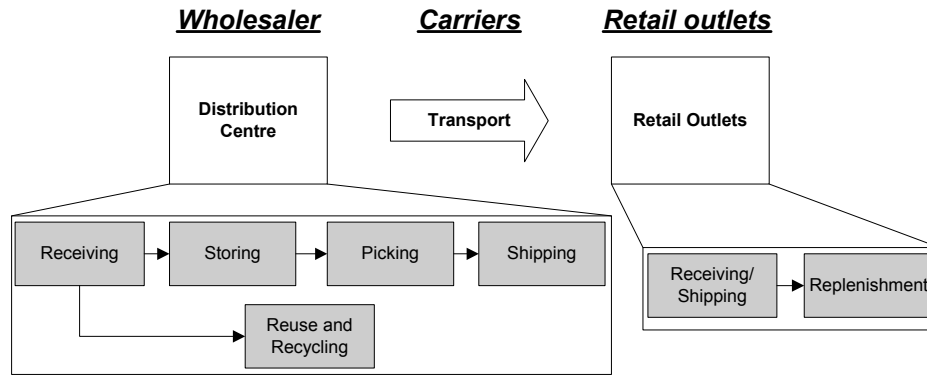 Wholesaler
Carriers
Retail outlets
Distribution
Centre
Transport
Retail Outlets
Receiving
Storing
Picking
Shipping
Receiving/
Shipping
Replenishment
Reuse and
Recycling